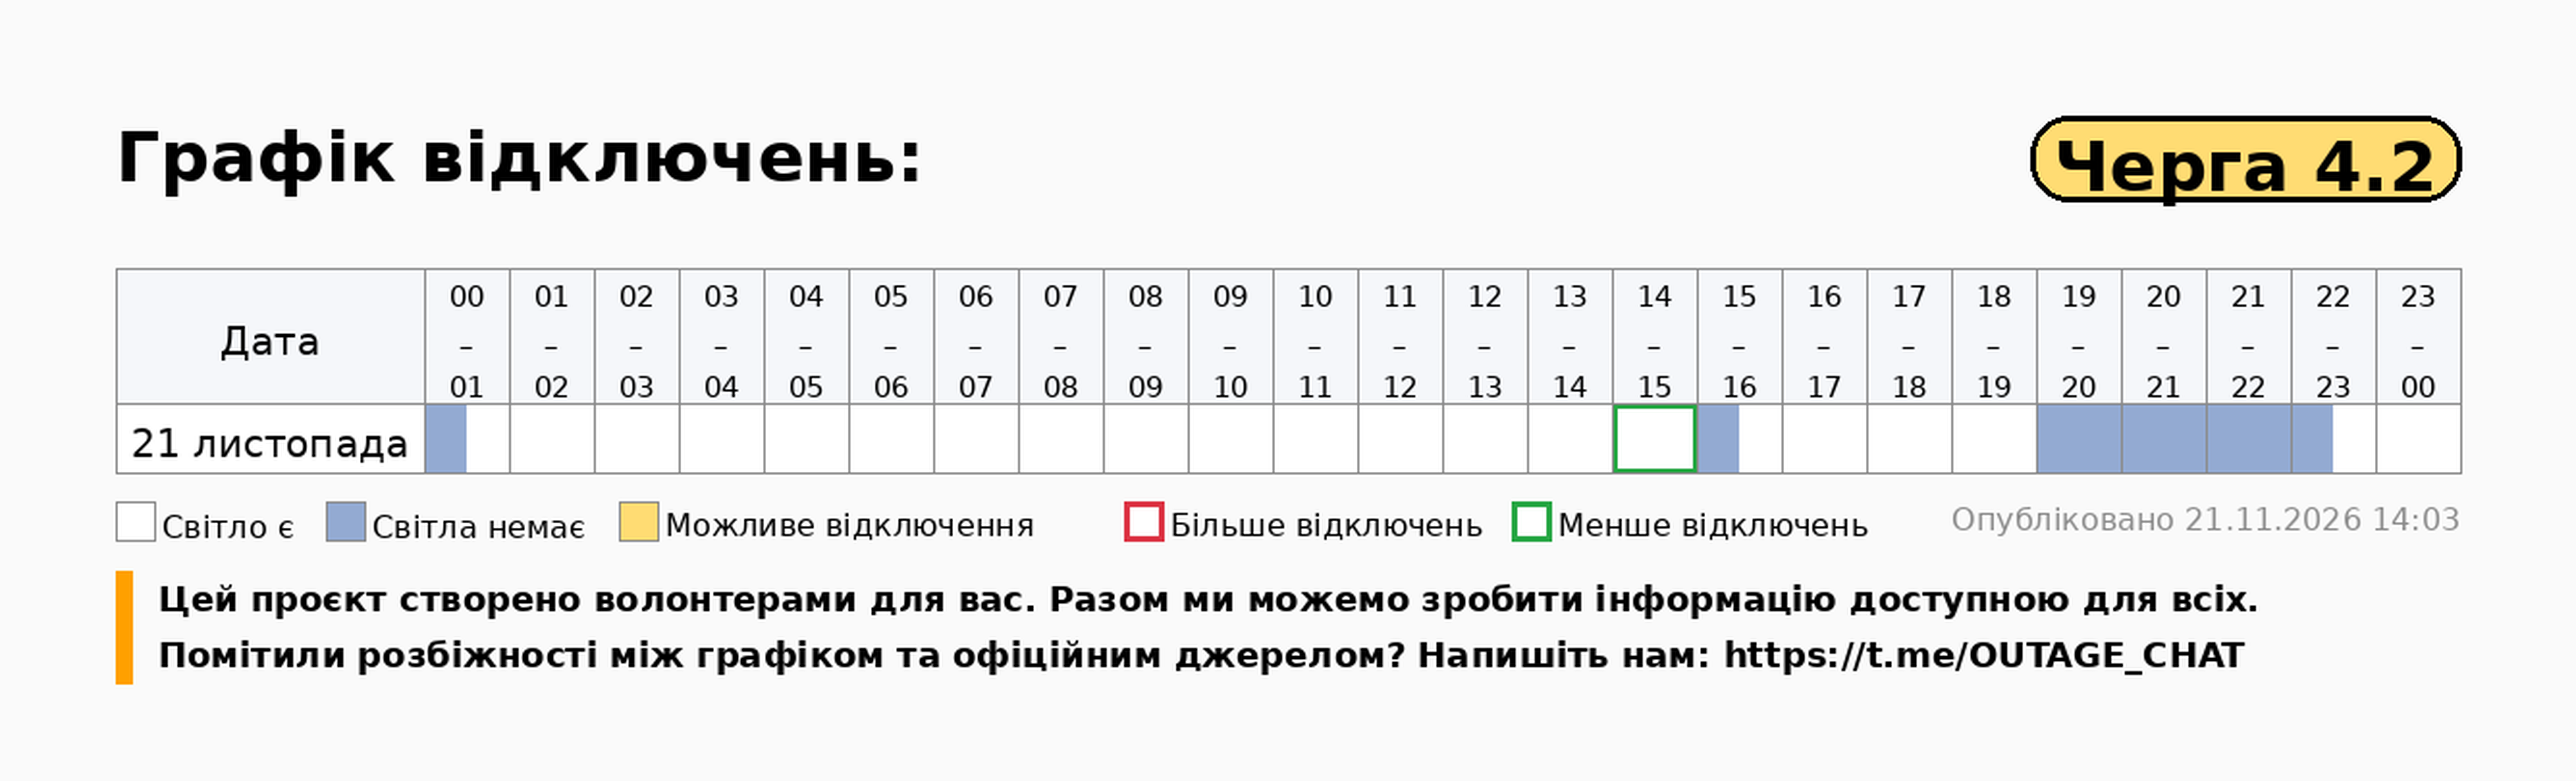 Графік відключень:
Черга 4.2
Дата
00 – 01
01 – 02
02 – 03
03 – 04
04 – 05
05 – 06
06 – 07
07 – 08
08 – 09
09 – 10
10 – 11
11 – 12
12 – 13
13 – 14
14 – 15
15 – 16
16 – 17
17 – 18
18 – 19
19 – 20
20 – 21
21 – 22
22 – 23
23 – 00
21 листопада
Світло є
Світла немає
Можливе відключення
Більше відключень
Менше відключень
Опубліковано 21.11.2026 14:03
Цей проєкт створено волонтерами для вас. Разом ми можемо зробити інформацію доступною для всіх.
Помітили розбіжності між графіком та офіційним джерелом? Напишіть нам: https://t.me/OUTAGE_CHAT